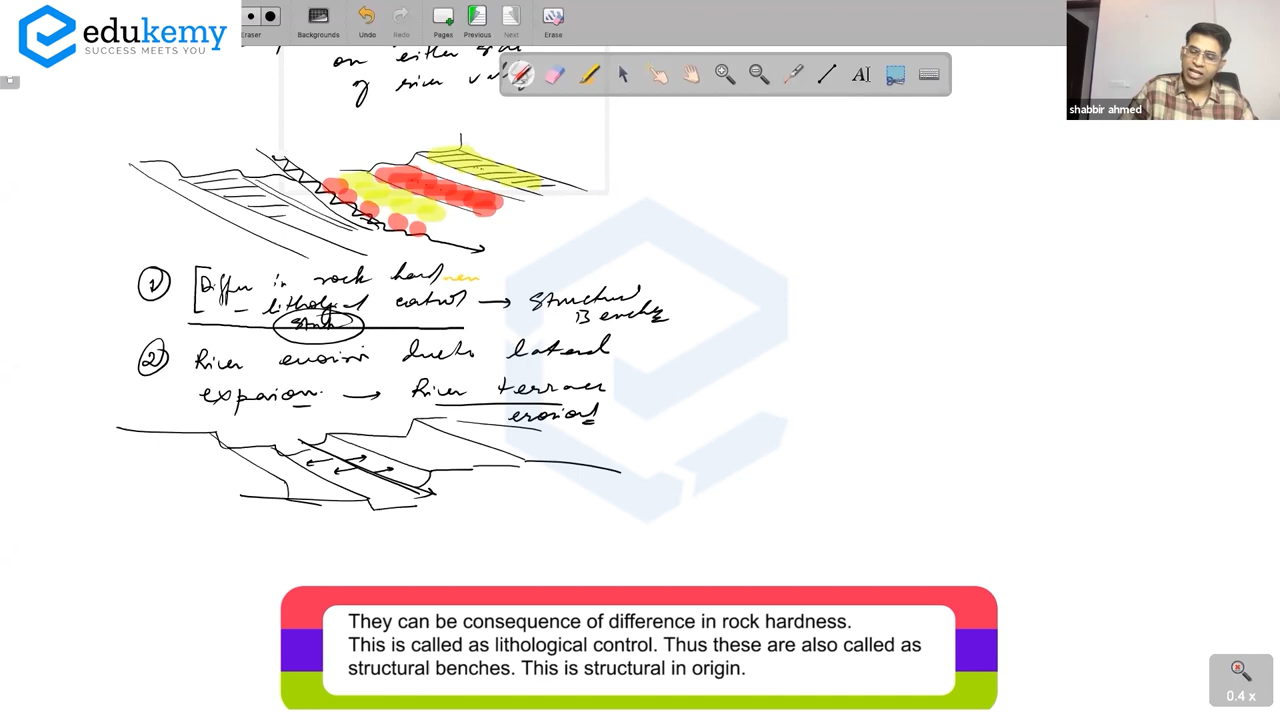 edukemy
SUCCESS MEETS YOU
Eraser
Backgrounds
Undo
Redo
Pages
Previous
Next
Erase
shabbir ahmed
on either
of river
① Differ in rock hardnen
lithological control → Structural
Benches
② River erosion due to lateral
expansion. → River terrace
erosional
They can be consequence of difference in rock hardness.
This is called as lithological control. Thus these are also called as
structural benches. This is structural in origin.
0.4 x